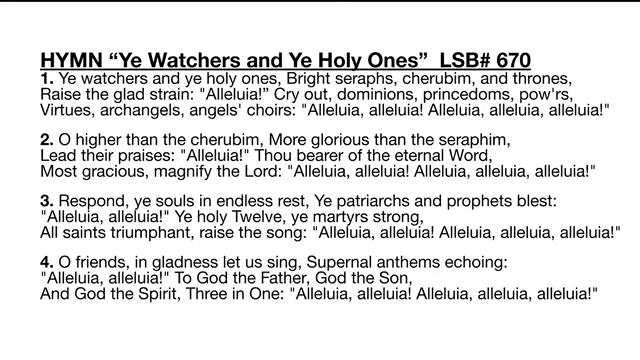 HYMN “Ye Watchers and Ye Holy Ones” LSB# 670
1. Ye watchers and ye holy ones, Bright seraphs, cherubim, and thrones,
Raise the glad strain: "Alleluia!” Cry out, dominions, princedoms, pow'rs,
Virtues, archangels, angels' choirs: "Alleluia, alleluia! Alleluia, alleluia, alleluia!"
2. O higher than the cherubim, More glorious than the seraphim,
Lead their praises: "Alleluia!" Thou bearer of the eternal Word,
Most gracious, magnify the Lord: "Alleluia, alleluia! Alleluia, alleluia, alleluia!"
3. Respond, ye souls in endless rest, Ye patriarchs and prophets blest:
"Alleluia, alleluia!" Ye holy Twelve, ye martyrs strong,
All saints triumphant, raise the song: "Alleluia, alleluia! Alleluia, alleluia, alleluia!"
4. O friends, in gladness let us sing, Supernal anthems echoing:
"Alleluia, alleluia!" To God the Father, God the Son,
And God the Spirit, Three in One: "Alleluia, alleluia! Alleluia, alleluia, alleluia!"